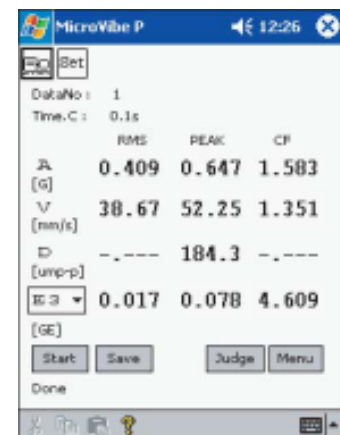 MicroVibe P 12:26
Set
DataNo : 1
Time.C : 0.1s
RMS PEAK CF
A 0.409 0.647 1.583
[G]
V 38.67 52.25 1.351
[mm/s]
D -.--- 184.3 -.---
[ump-p]
E3 0.017 0.078 4.609
[GE]
Start Save Judge Menu
Done